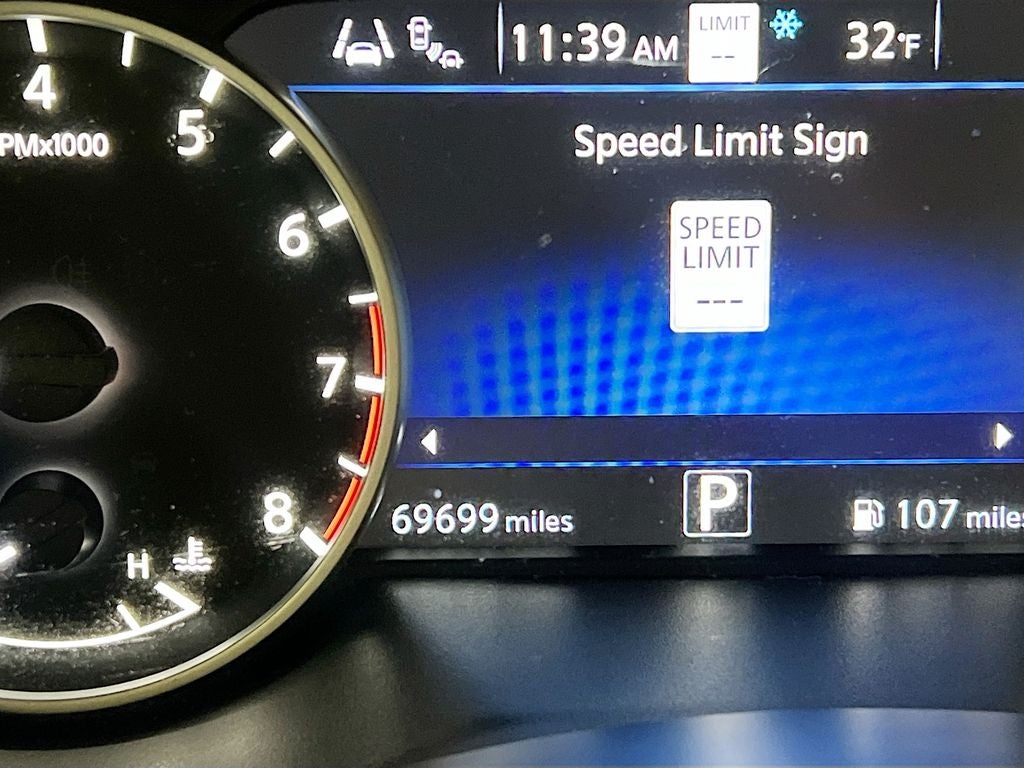 11:39 AM
LIMIT
--
32°F
4
5
PMx1000
Speed Limit Sign
6
SPEED
LIMIT
---
7
8
69699 miles
P
107 miles
H